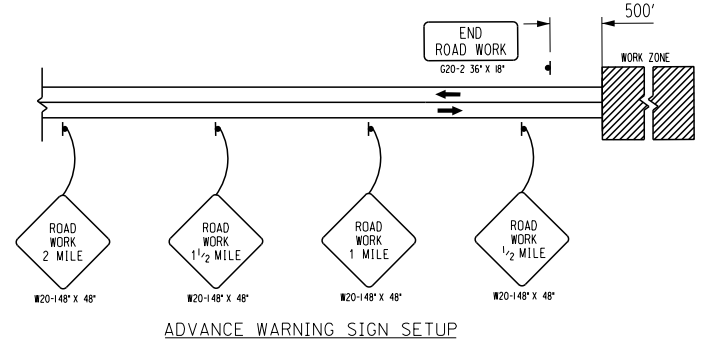 500'
END
ROAD WORK
G20-2 36" X 18"
WORK ZONE
ROAD
WORK
2 MILE
W20-1 48" X 48"
ROAD
WORK
1 1/2 MILE
W20-1 48" X 48"
ROAD
WORK
1 MILE
W20-1 48" X 48"
ROAD
WORK
1/2 MILE
W20-1 48" X 48"
ADVANCE WARNING SIGN SETUP